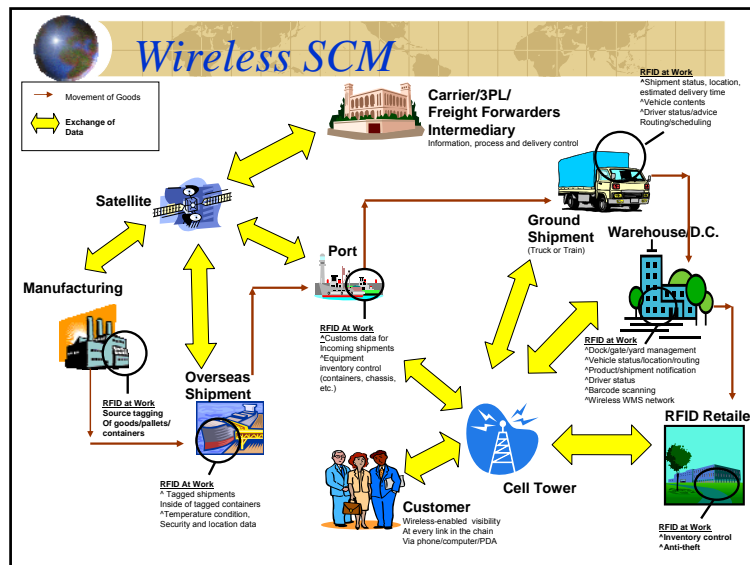 Wireless SCM
Movement of Goods
Exchange of
Data
Carrier/3PL/
Freight Forwarders
Intermediary
Information, process and delivery control
RFID at Work
^Shipment status, location,
estimated delivery time
^Vehicle contents
^Driver status/advice
Routing/scheduling
Satellite
Ground
Shipment
(Truck or Train)
Warehouse/D.C.
Port
Manufacturing
RFID At Work
^Customs data for
Incoming shipments
^Equipment
inventory control
(containers, chassis,
etc.)
RFID at Work
^Dock/gate/yard management
^Vehicle status/location/routing
^Product/shipment notification
^Driver status
^Barcode scanning
^Wireless WMS network
Overseas
Shipment
RFID at Work
Source tagging
Of goods/pallets/
containers
RFID Retaile
RFID At Work
^ Tagged shipments
Inside of tagged containers
^Temperature condition,
Security and location data
Customer
Wireless-enabled visibility
At every link in the chain
Via phone/computer/PDA
Cell Tower
RFID at Work
^Inventory control
^Anti-theft